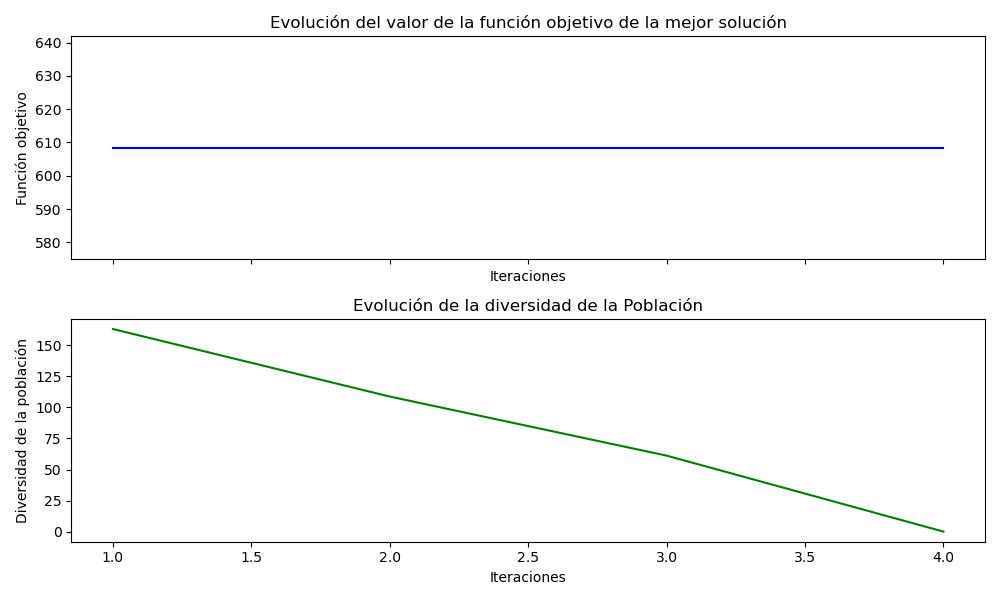 Evolución del valor de la función objetivo de la mejor solución
640
630
620
610
600
590
580
Función objetivo
Iteraciones
Evolución de la diversidad de la Población
150
125
100
75
50
25
0
Diversidad de la población
1.0 1.5 2.0 2.5 3.0 3.5 4.0
Iteraciones